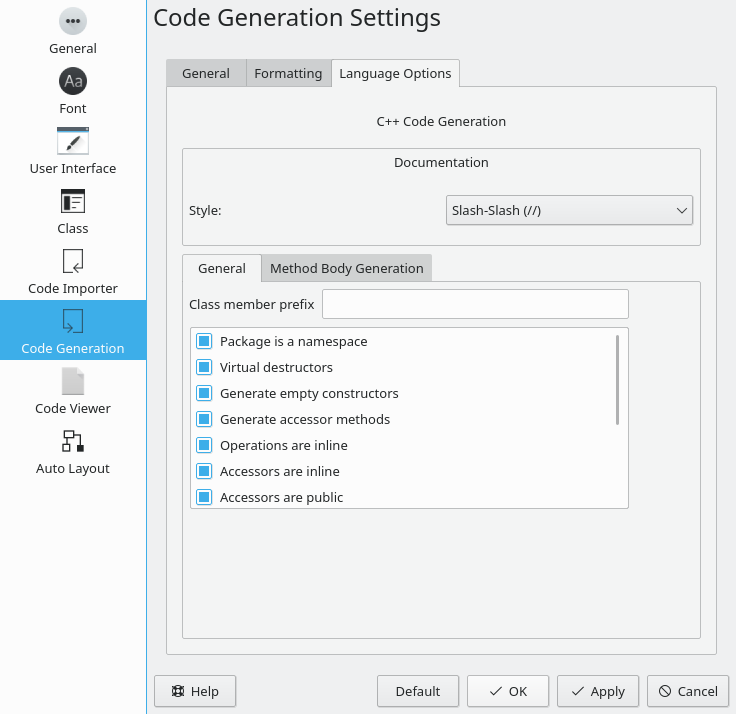 Code Generation Settings
General
Font
User Interface
Class
Code Importer
Code Generation
Code Viewer
Auto Layout
General Formatting Language Options
C++ Code Generation
Documentation
Style: Slash-Slash (//)
General Method Body Generation
Class member prefix
Package is a namespace
Virtual destructors
Generate empty constructors
Generate accessor methods
Operations are inline
Accessors are inline
Accessors are public
Help Default OK Apply Cancel